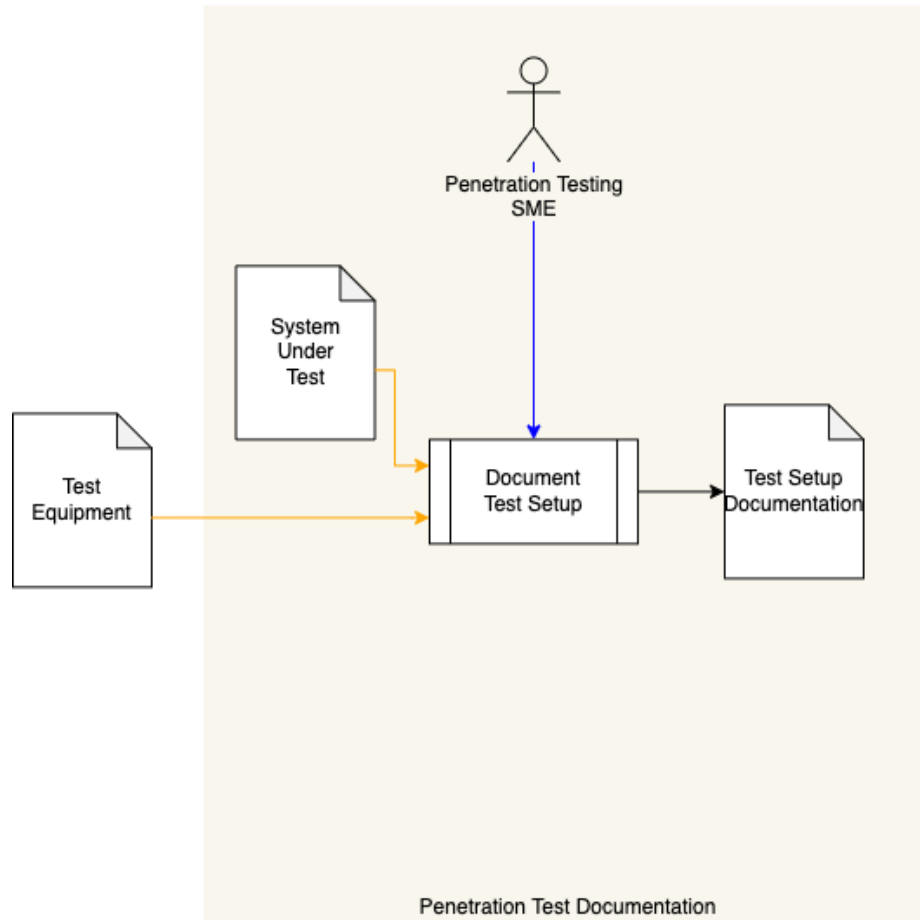 Penetration Testing
SME
System
Under
Test
Test
Equipment
Document
Test Setup
Test Setup
Documentation
Penetration Test Documentation